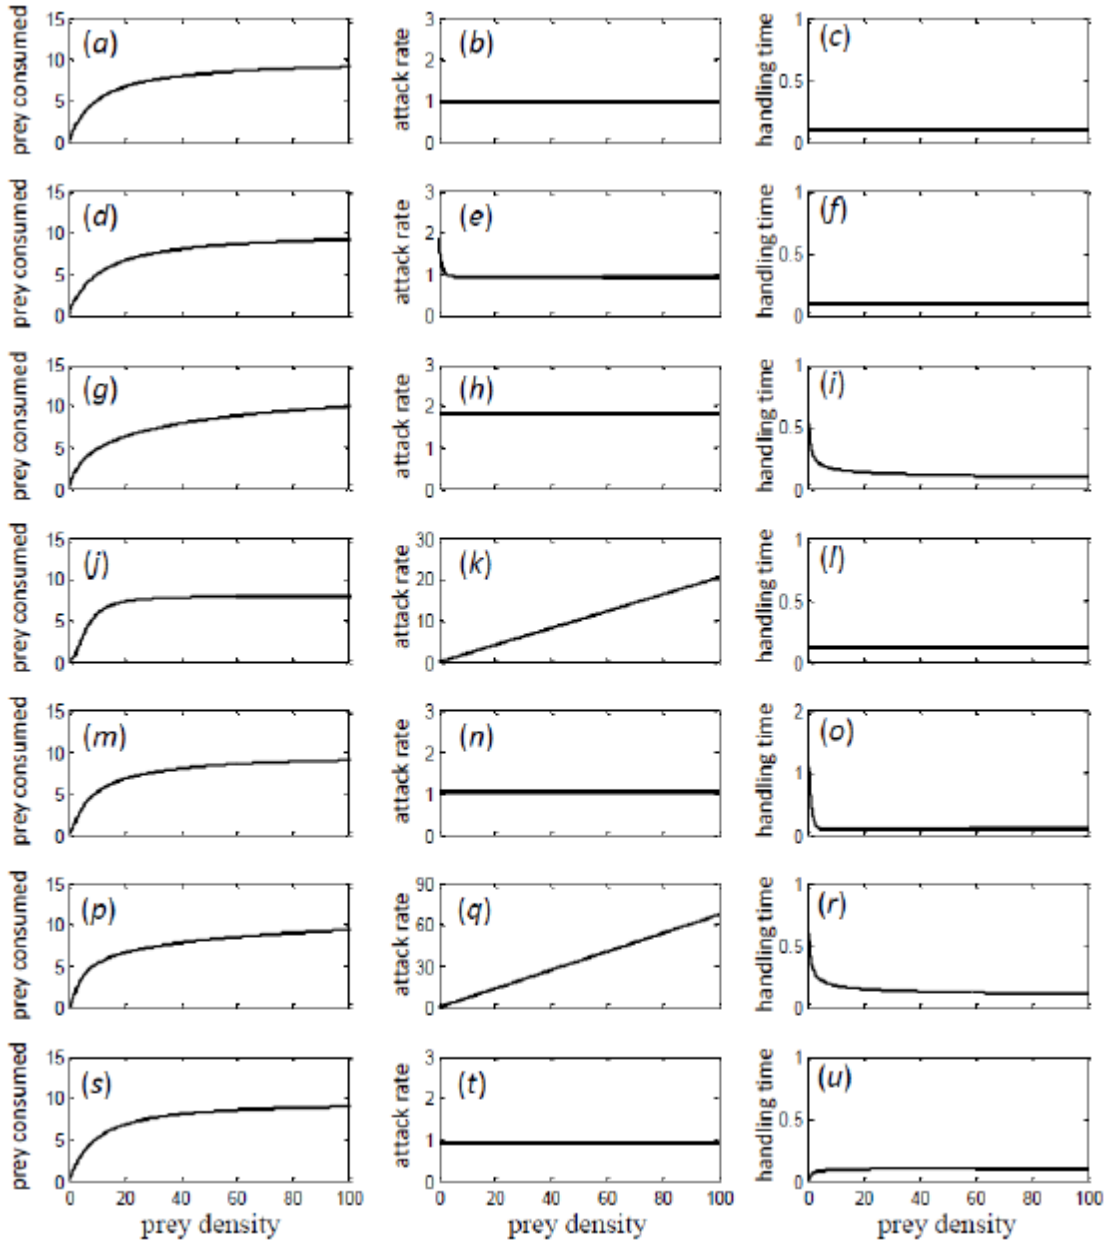 15 (a) 3 (b) 1 (c)
prey consumed 10 attack rate 2 handling time 0.5
5 1
0 0 0
15 (d) 3 (e) 1 (f)
prey consumed 10 attack rate 2 handling time 0.5
5 1
0 0 0
15 (g) 3 (h) 1 (i)
prey consumed 10 attack rate 2 handling time 0.5
5 1
0 0 0
15 (j) 30 (k) 1 (l)
prey consumed 10 attack rate 20 handling time 0.5
5 10
0 0 0
15 (m) 3 (n) 2 (o)
prey consumed 10 attack rate 2 handling time 1
5 1
0 0 0
15 (p) 90 (q) 1 (r)
prey consumed 10 attack rate 60 handling time 0.5
5 30
0 0 0
15 (s) 3 (t) 1 (u)
prey consumed 10 attack rate 2 handling time 0.5
5 1
0 0 0
0 20 40 60 80 100 0 20 40 60 80 100 0 20 40 60 80 100
prey density prey density prey density